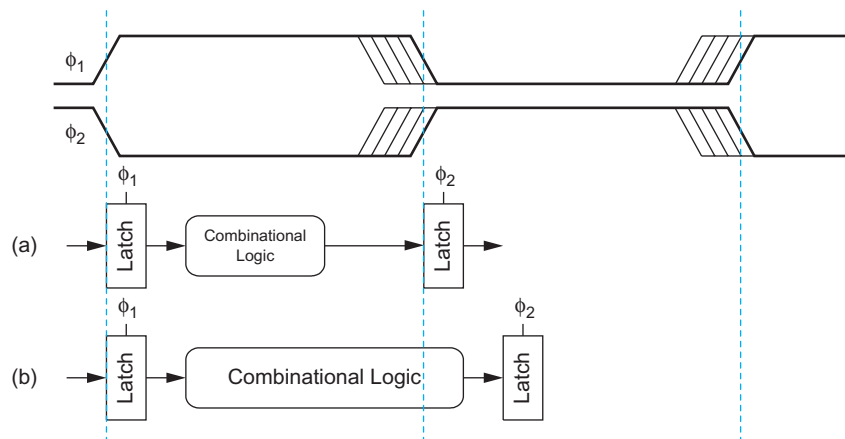 ϕ1
ϕ2
ϕ1
ϕ2
(a)
Latch
Combinational
Logic
Latch
ϕ1
ϕ2
(b)
Latch
Combinational Logic
Latch